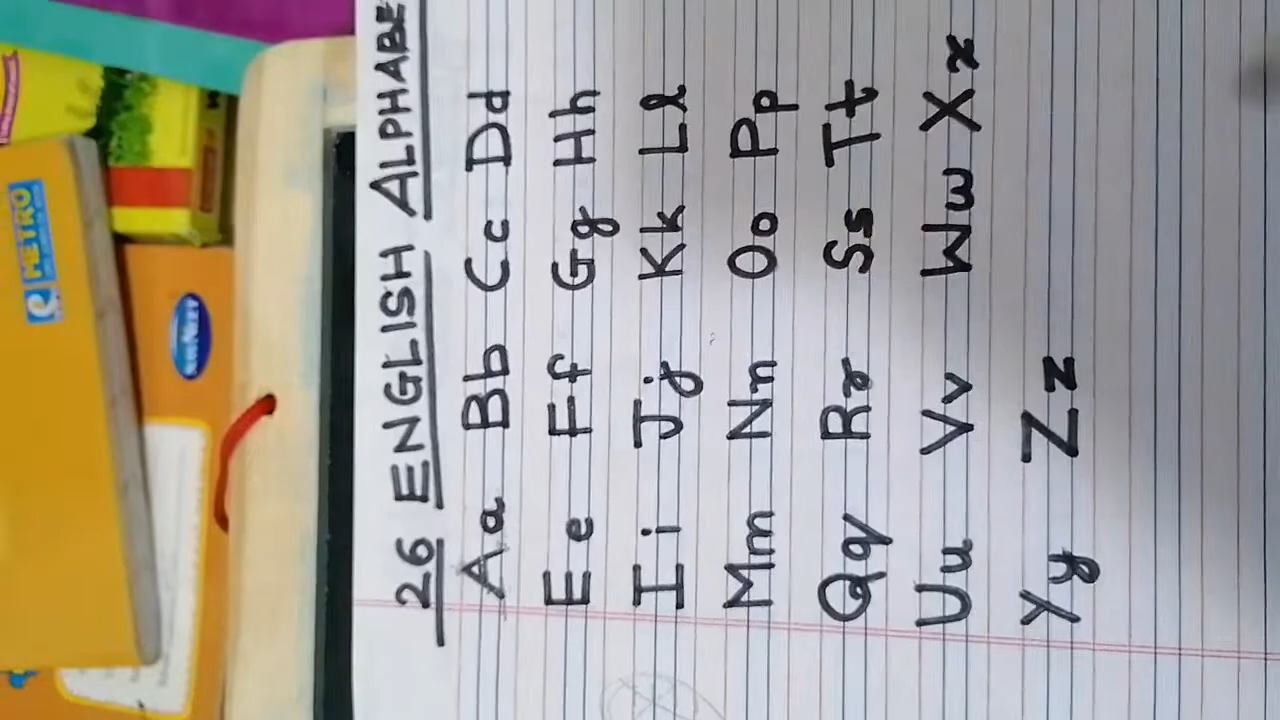 26 ENGLISH ALPHABE
Aa Bb Cc Dd
Ee Ff Gg Hh
Ii Jj Kk Ll
Mm Nn Oo Pp
Qq Rr Ss Tt
Uu Vv Ww Xx
Yy Zz
METRO